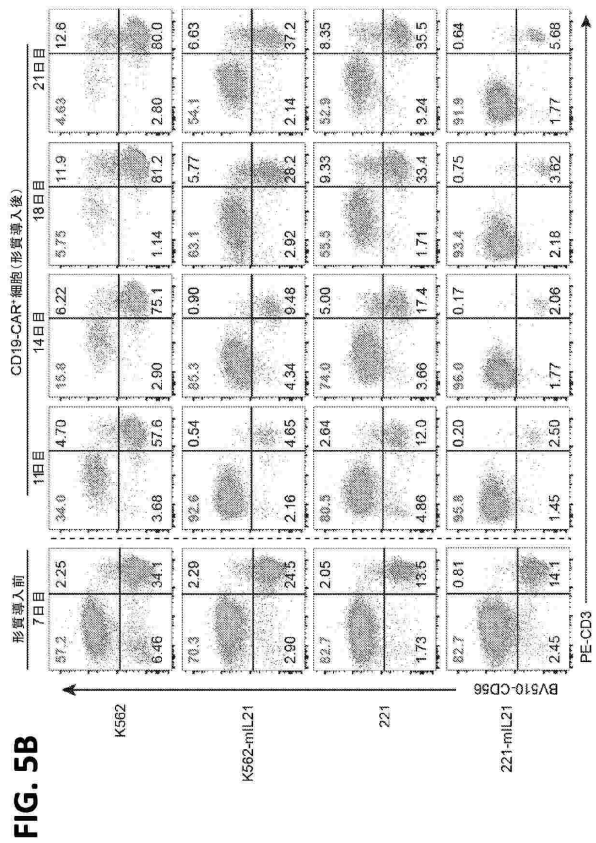 FIG. 5B
形質導入前 CD19-CAR⁺細胞(形質導入後)
7日目 11日目 14日目 18日目 21日目
K562
57.2 2.25 34.0 4.70 15.8 6.22 5.75 11.9 4.63 12.6
6.46 34.1 3.68 57.6 2.90 75.1 1.14 81.2 2.80 80.0
K562-mIL21
70.3 2.29 92.6 0.54 85.3 0.90 63.1 5.77 54.1 6.63
2.90 24.5 2.16 4.65 4.34 9.48 2.92 28.2 2.14 37.2
221
82.7 2.05 80.5 2.64 74.0 5.00 55.5 9.33 52.9 8.35
1.73 13.5 4.86 12.0 3.66 17.4 1.71 33.4 3.24 35.5
221-mIL21
82.7 0.81 95.8 0.20 96.0 0.17 93.4 0.75 91.9 0.64
2.45 14.1 1.45 2.50 1.77 2.06 2.18 3.62 1.77 5.68
BV510-CD56
PE-CD3